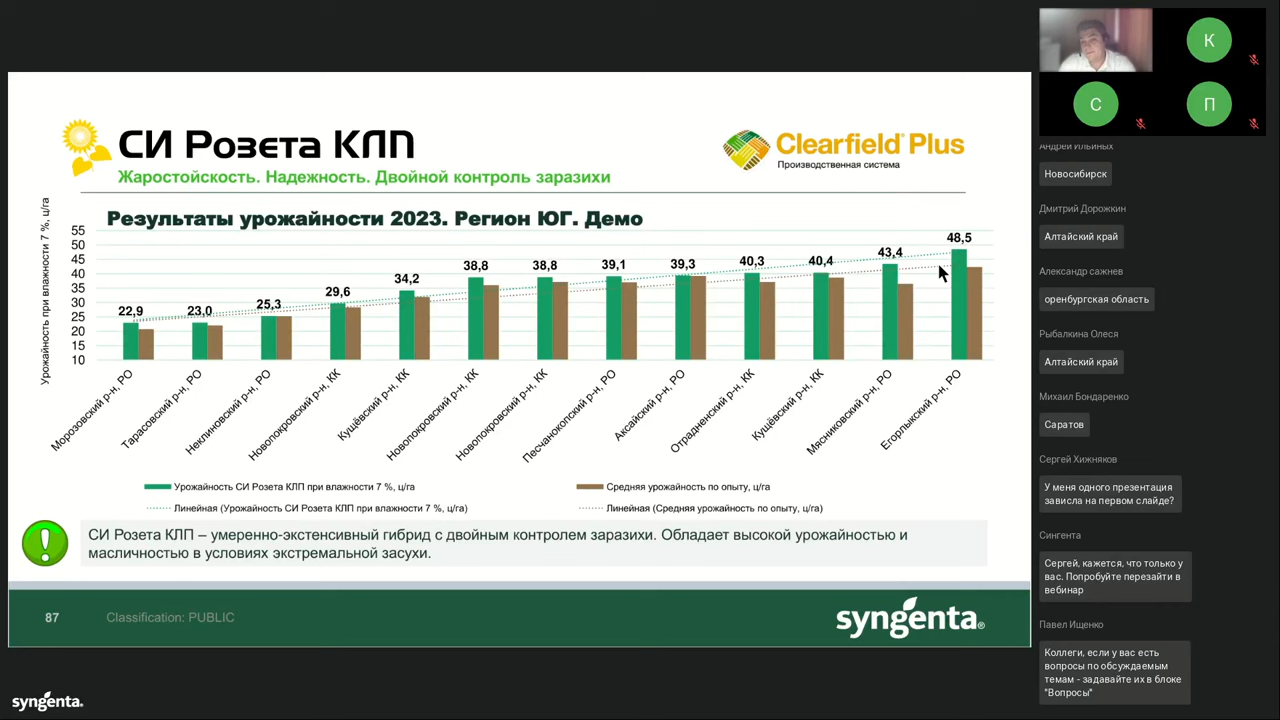 СИ Розета КЛП
Жаростойскость. Надежность. Двойной контроль заразихи
Clearfield® Plus
Производственная система
Результаты урожайности 2023. Регион ЮГ. Демо
Урожайность при влажности 7 %, ц/га
55
50
45
40
35
30
25
20
15
10
22,9
23,0
25,3
29,6
34,2
38,8
38,8
39,1
39,3
40,3
40,4
43,4
48,5
Морозовский р-н, РО
Тарасовский р-н, РО
Неклиновский р-н, РО
Новопокровский р-н, КК
Кущёвский р-н, КК
Новопокровский р-н, КК
Новопокровский р-н, КК
Песчанокопский р-н, РО
Аксайский р-н, РО
Отрадненский р-н, КК
Кущёвский р-н, КК
Мясниковский р-н, РО
Егорлыкский р-н, РО
Урожайность СИ Розета КЛП при влажности 7 %, ц/га
Средняя урожайность по опыту, ц/га
Линейная (Урожайность СИ Розета КЛП при влажности 7 %, ц/га)
Линейная (Средняя урожайность по опыту, ц/га)
СИ Розета КЛП – умеренно-экстенсивный гибрид с двойным контролем заразихи. Обладает высокой урожайностью и
масличностью в условиях экстремальной засухи.
87
Classification: PUBLIC
syngenta®
syngenta.
К
С
П
Андрей Ильиных
Новосибирск
Дмитрий Дорожкин
Алтайский край
Александр сажнев
оренбургская область
Рыбалкина Олеся
Алтайский край
Михаил Бондаренко
Саратов
Сергей Хижняков
У меня одного презентация
зависла на первом слайде?
Сингента
Сергей, кажется, что только у
вас. Попробуйте перезайти в
вебинар
Павел Ищенко
Коллеги, если у вас есть
вопросы по обсуждаемым
темам - задавайте их в блоке
"Вопросы"